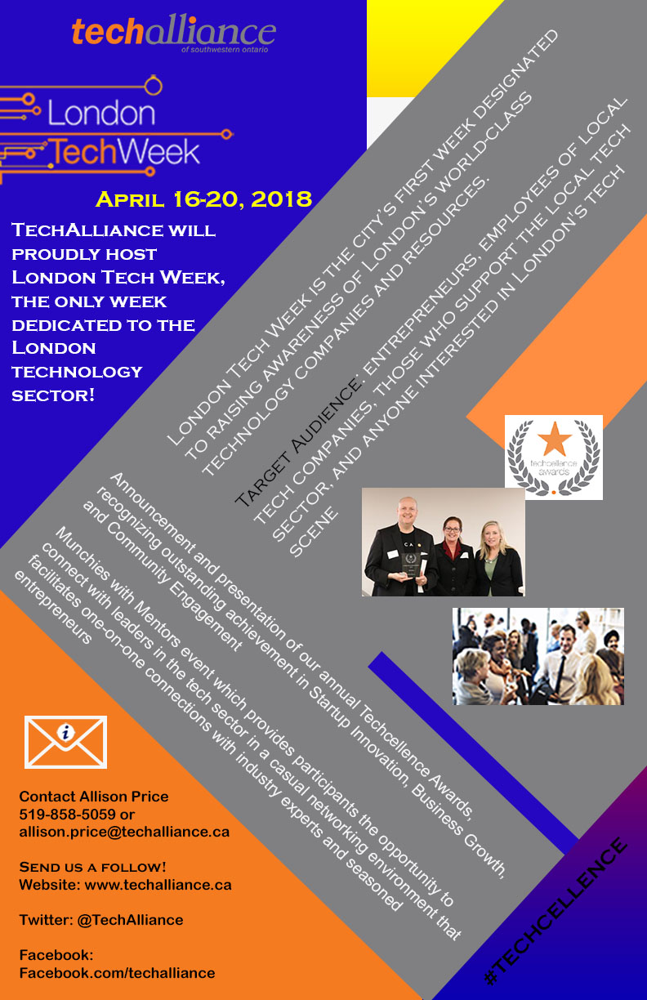 techalliance
of southwestern ontario
London
TechWeek
April 16-20, 2018
TechAlliance will
proudly host
London Tech Week,
the only week
dedicated to the
London
technology
sector!
London Tech Week is the city's first week designated
to raising awareness of London's world-class
technology companies and resources.
Target Audience: entrepreneurs, employees of local
tech companies, those who support the local tech
sector, and anyone interested in London's tech
scene
techcellence
awards
Announcement and presentation of our annual Techcellence Awards,
recognizing outstanding achievement in Startup Innovation, Business Growth,
and Community Engagement
Munchies with Mentors event which provides participants the opportunity to
connect with leaders in the tech sector in a casual networking environment that
facilitates one-on-one connections with industry experts and seasoned
entrepreneurs
i
Contact Allison Price
519-858-5059 or
allison.price@techalliance.ca
Send us a follow!
Website: www.techalliance.ca
Twitter: @TechAlliance
Facebook:
Facebook.com/techalliance
#TECHCELLENCE